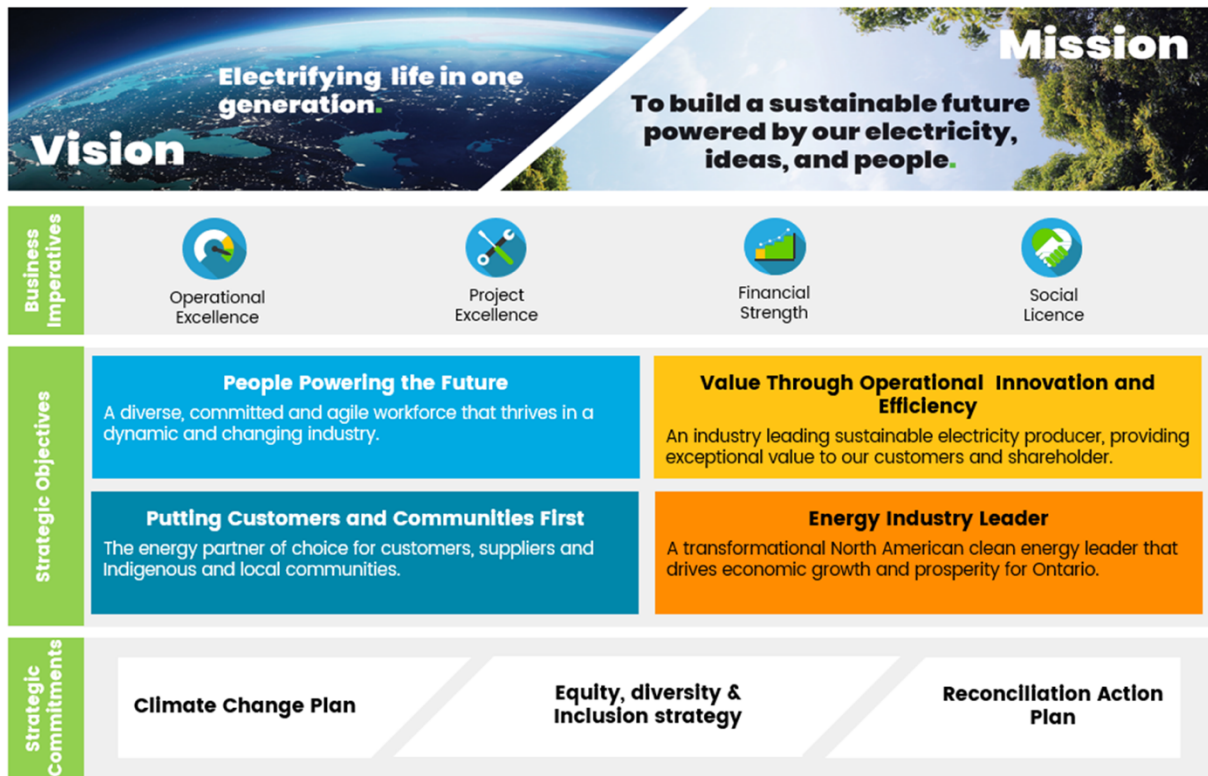 Vision
Electrifying life in one
generation.
Mission
To build a sustainable future
powered by our electricity,
ideas, and people.
Business
Imperatives
Operational
Excellence
Project
Excellence
Financial
Strength
Social
Licence
Strategic Objectives
People Powering the Future
A diverse, committed and agile workforce that thrives in a
dynamic and changing industry.
Value Through Operational Innovation and
Efficiency
An industry leading sustainable electricity producer, providing
exceptional value to our customers and shareholder.
Putting Customers and Communities First
The energy partner of choice for customers, suppliers and
Indigenous and local communities.
Energy Industry Leader
A transformational North American clean energy leader that
drives economic growth and prosperity for Ontario.
Strategic
Commitments
Climate Change Plan
Equity, diversity &
Inclusion strategy
Reconciliation Action
Plan